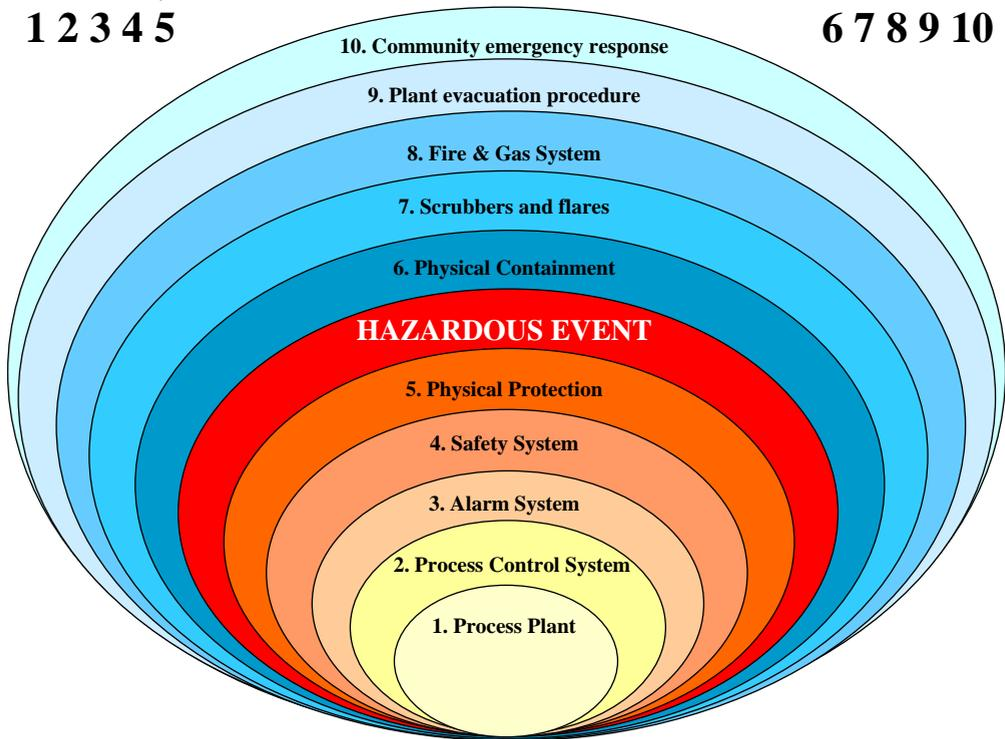 1 2 3 4 5
6 7 8 9 10
10. Community emergency response
9. Plant evacuation procedure
8. Fire & Gas System
7. Scrubbers and flares
6. Physical Containment
HAZARDOUS EVENT
5. Physical Protection
4. Safety System
3. Alarm System
2. Process Control System
1. Process Plant